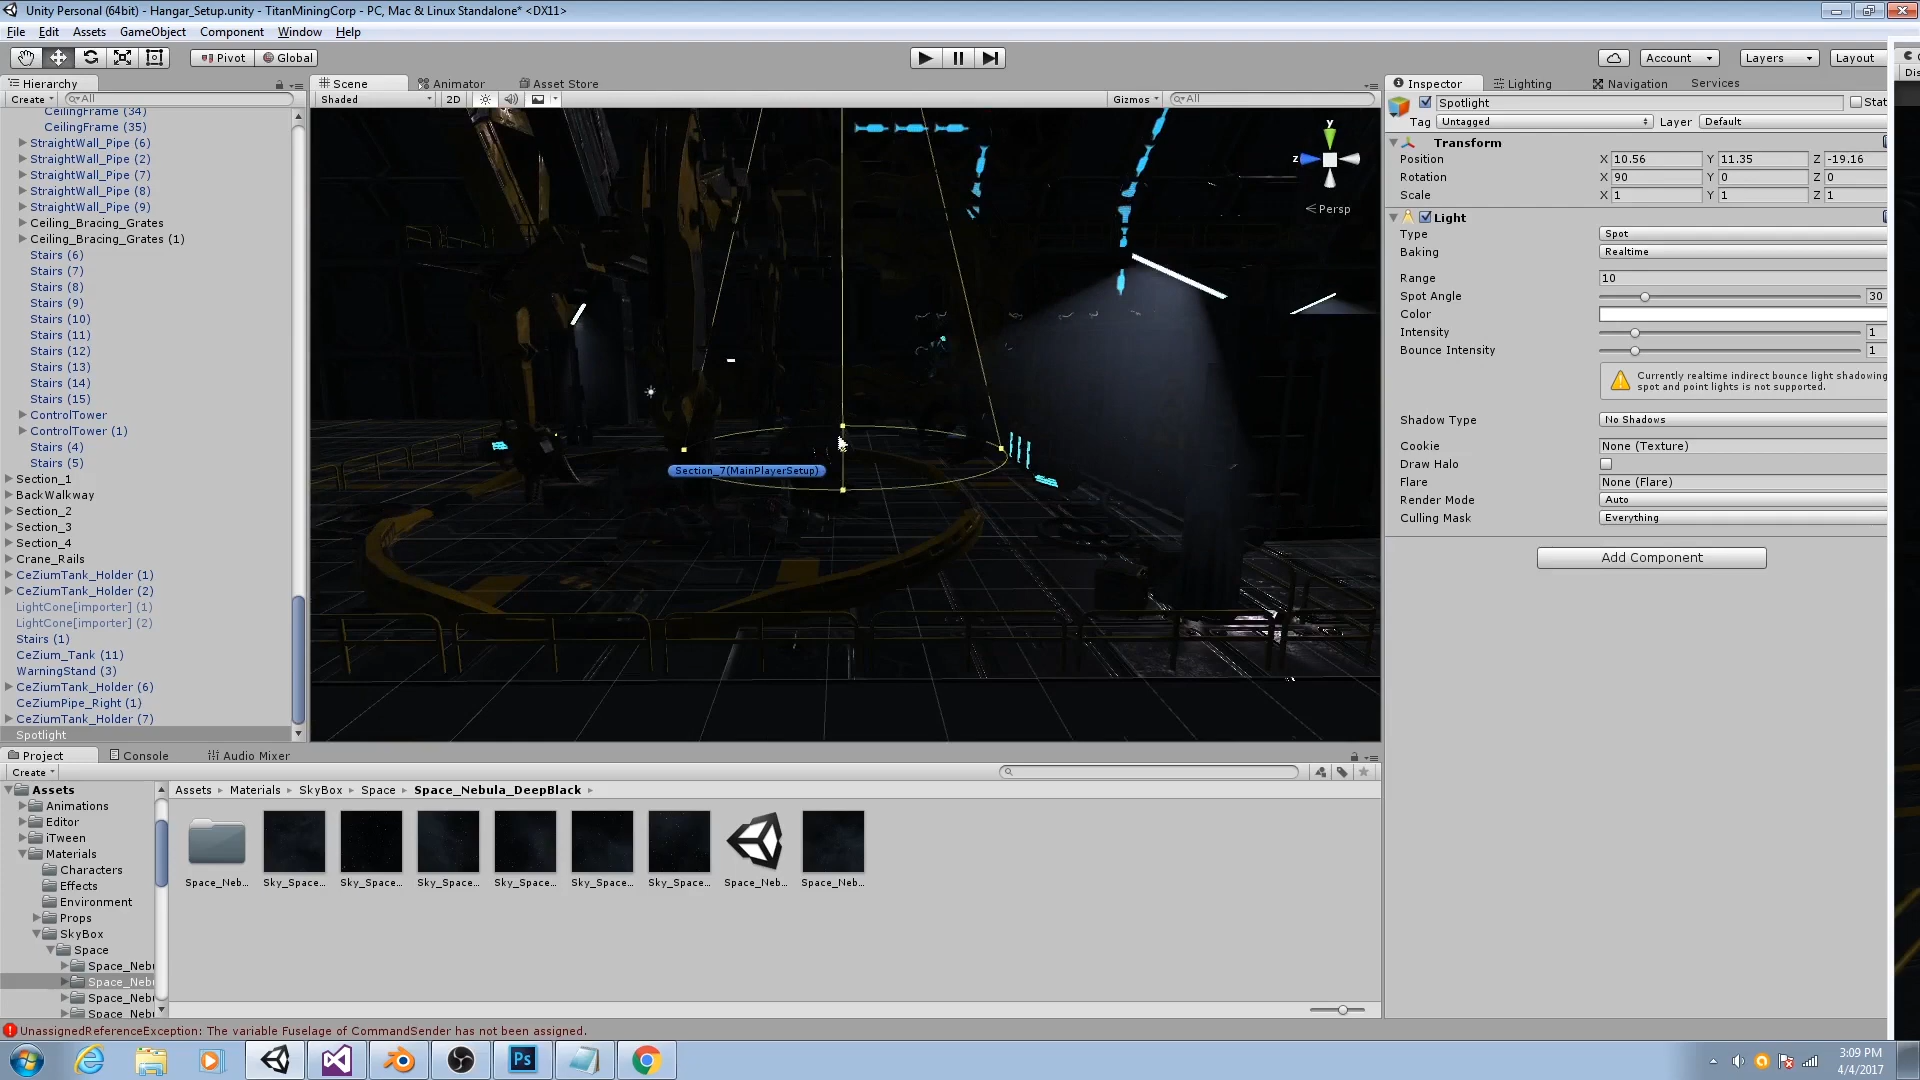 Unity Personal (64bit) - Hangar_Setup.unity - TitanMiningCorp - PC, Mac & Linux Standalone* <DX11>
File Edit Assets GameObject Component Window Help
Pivot Global
Account Layers Layout
Hierarchy
Create All
CeilingFrame (34)
CeilingFrame (35)
StraightWall_Pipe (6)
StraightWall_Pipe (2)
StraightWall_Pipe (7)
StraightWall_Pipe (8)
StraightWall_Pipe (9)
Ceiling_Bracing_Grates
Ceiling_Bracing_Grates (1)
Stairs (6)
Stairs (7)
Stairs (8)
Stairs (9)
Stairs (10)
Stairs (11)
Stairs (12)
Stairs (13)
Stairs (14)
Stairs (15)
ControlTower
ControlTower (1)
Stairs (4)
Stairs (5)
Section_1
BackWalkway
Section_2
Section_3
Section_4
Crane_Rails
CeZiumTank_Holder (1)
CeZiumTank_Holder (2)
LightCone[importer] (1)
LightCone[importer] (2)
Stairs (1)
CeZium_Tank (11)
WarningStand (3)
CeZiumTank_Holder (6)
CeZiumPipe_Right (1)
CeZiumTank_Holder (7)
Spotlight
Scene Animator Asset Store
Shaded 2D Gizmos All
y
z
Persp
Section_7(MainPlayerSetup)
Inspector Lighting Navigation Services
Spotlight Stat
Tag Untagged Layer Default
Transform
Position X 10.56 Y 11.35 Z -19.16
Rotation X 90 Y 0 Z 0
Scale X 1 Y 1 Z 1
Light
Type Spot
Baking Realtime
Range 10
Spot Angle 30
Color
Intensity 1
Bounce Intensity 1
Currently realtime indirect bounce light shadowing
spot and point lights is not supported.
Shadow Type No Shadows
Cookie None (Texture)
Draw Halo
Flare None (Flare)
Render Mode Auto
Culling Mask Everything
Add Component
Dis
Project Console Audio Mixer
Create
Assets
Animations
Editor
iTween
Materials
Characters
Effects
Environment
Props
SkyBox
Space
Space_Nebu
Space_Nebu
Space_Nebu
Space_Nebu
Assets Materials SkyBox Space Space_Nebula_DeepBlack
Space_Neb... Sky_Space... Sky_Space... Sky_Space... Sky_Space... Sky_Space... Sky_Space... Space_Neb... Space_Neb...
UnassignedReferenceException: The variable Fuselage of CommandSender has not been assigned.
Ps
3:09 PM
4/4/2017